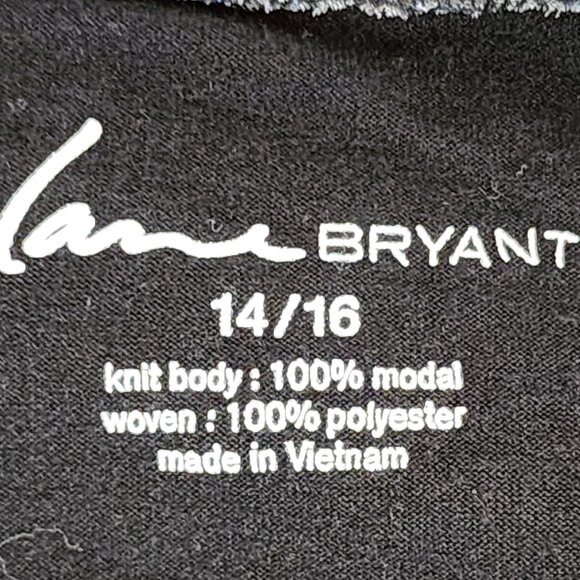 lane BRYANT
14/16
knit body : 100% modal
woven : 100% polyester
made in Vietnam